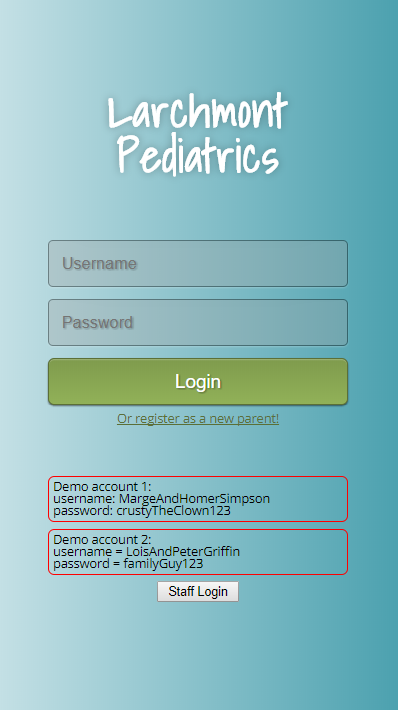 Larchmont
Pediatrics
Username
Password
Login
Or register as a new parent!
Demo account 1:
username: MargeAndHomerSimpson
password: crustyTheClown123
Demo account 2:
username = LoisAndPeterGriffin
password = familyGuy123
Staff Login